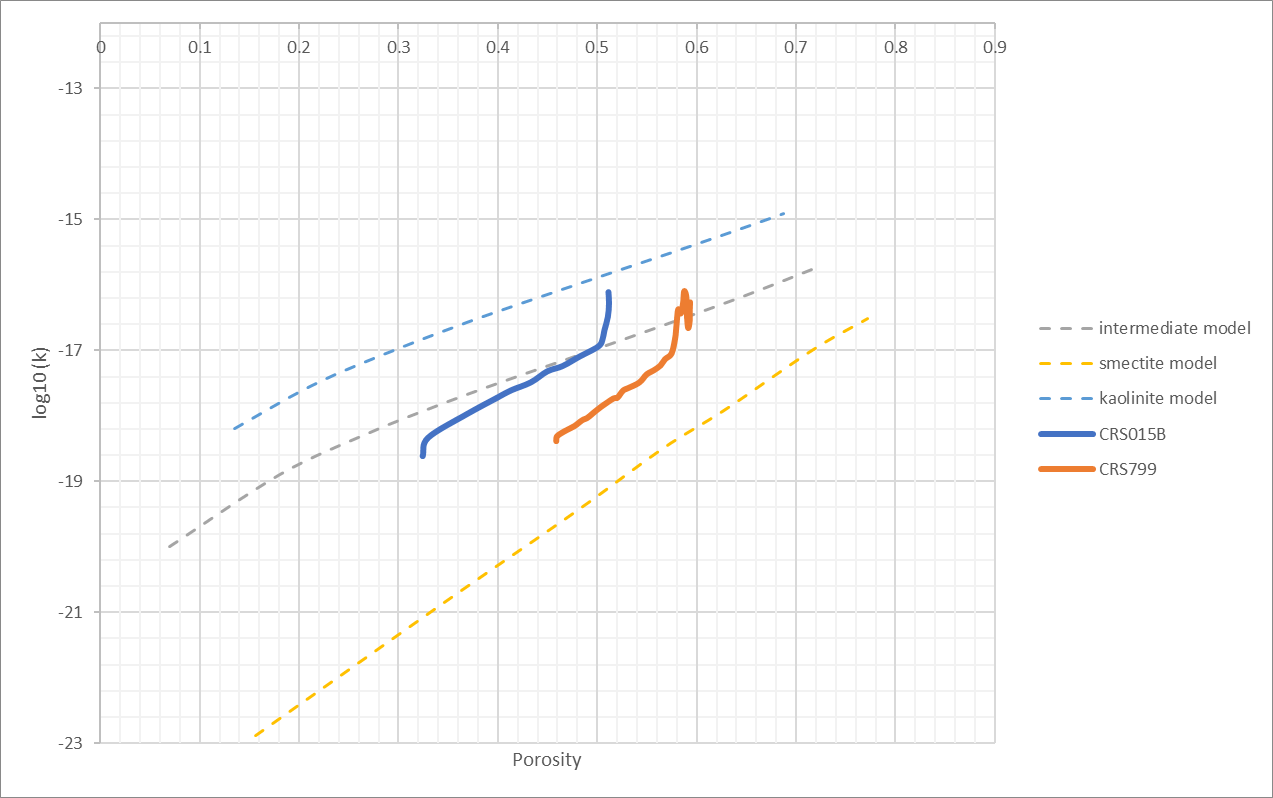 0 0.1 0.2 0.3 0.4 0.5 0.6 0.7 0.8 0.9
-13
-15
-17
-19
-21
-23
log10 (k)
Porosity
intermediate model
smectite model
kaolinite model
CRS015B
CRS799